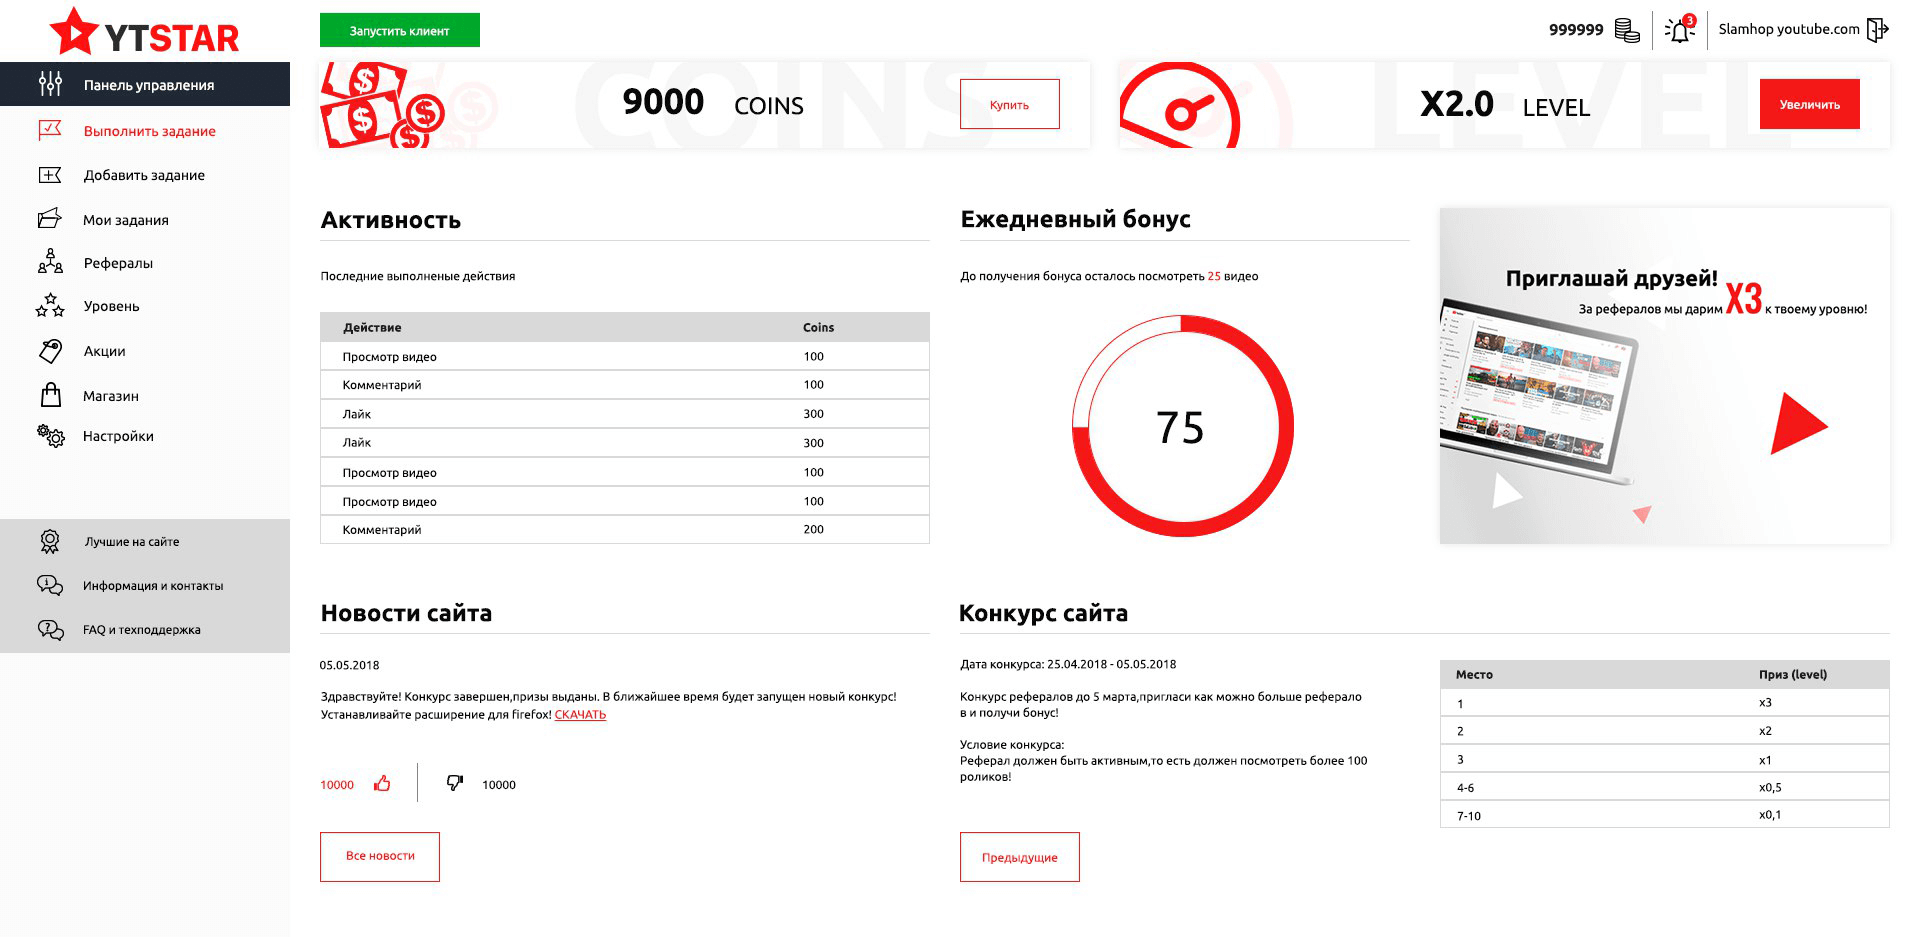 YTSTAR
Запустить клиент
999999
3
Slamhop youtube.com
Панель управления
Выполнить задание
Добавить задание
Мои задания
Рефералы
Уровень
Акции
Магазин
Настройки
Лучшие на сайте
Информация и контакты
FAQ и техподдержка
COINS
9000 COINS
Купить
LEVEL
X2.0 LEVEL
Увеличить
Активность
Последние выполненые действия
Действие Coins
Просмотр видео 100
Комментарий 100
Лайк 300
Лайк 300
Просмотр видео 100
Просмотр видео 100
Комментарий 200
Ежедневный бонус
До получения бонуса осталось посмотреть 25 видео
75
Приглашай друзей!
За рефералов мы дарим X3 к твоему уровню!
Новости сайта
05.05.2018
Здравствуйте! Конкурс завершен,призы выданы. В ближайшее время будет запущен новый конкурс!
Устанавливайте расширение для firefox! СКАЧАТЬ
10000 10000
Все новости
Конкурс сайта
Дата конкурса: 25.04.2018 - 05.05.2018
Конкурс рефералов до 5 марта,пригласи как можно больше реферало
в и получи бонус!
Условие конкурса:
Реферал должен быть активным,то есть должен посмотреть более 100
роликов!
Предыдущие
Место Приз (level)
1 x3
2 x2
3 x1
4-6 x0,5
7-10 x0,1